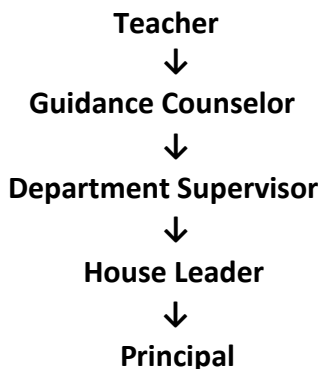 Teacher
↓
Guidance Counselor
↓
Department Supervisor
↓
House Leader
↓
Principal